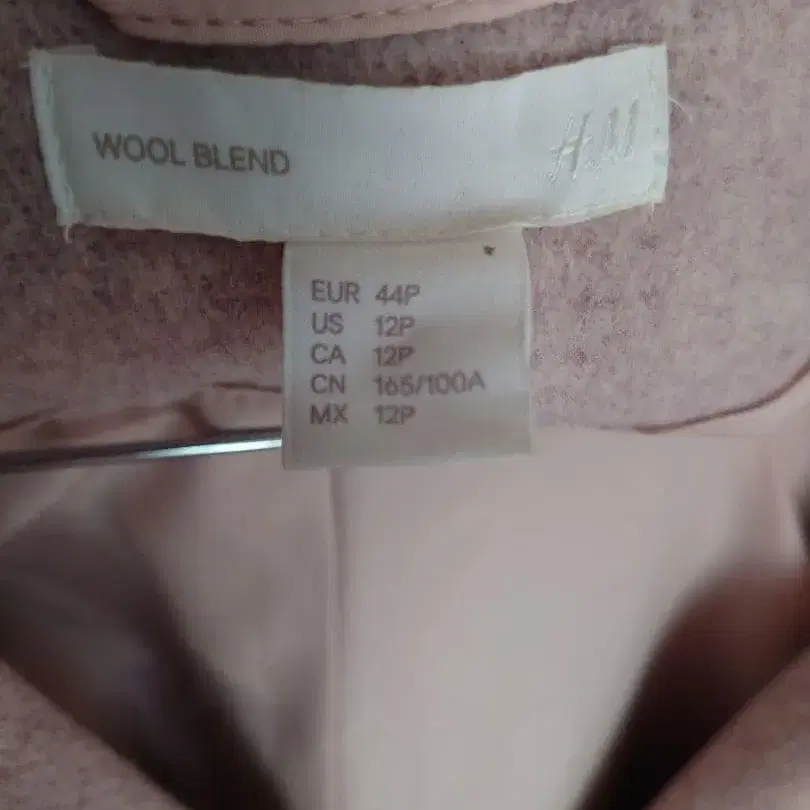 WOOL BLEND
H&M
EUR 44P
US 12P
CA 12P
CN 165/100A
MX 12P